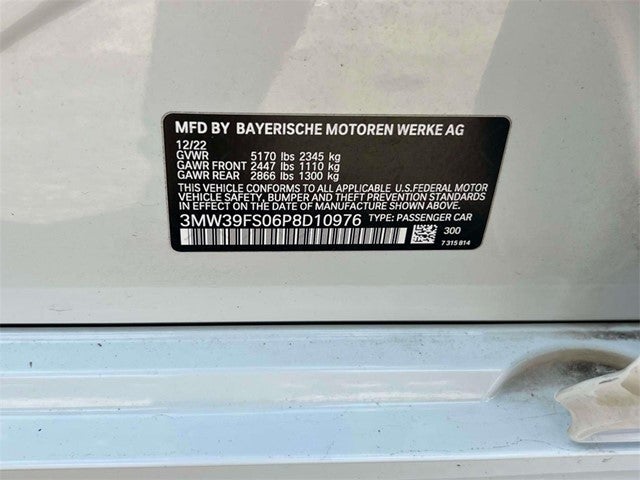 MFD BY BAYERISCHE MOTOREN WERKE AG
12/22
GVWR 5170 lbs 2345 kg
GAWR FRONT 2447 lbs 1110 kg
GAWR REAR 2866 lbs 1300 kg
THIS VEHICLE CONFORMS TO ALL APPLICABLE U.S.FEDERAL MOTOR
VEHICLE SAFETY, BUMPER, AND THEFT PREVENTION STANDARDS
IN EFFECT ON THE DATE OF MANUFACTURE SHOWN ABOVE.
3MW39FS06P8D10976 TYPE: PASSENGER CAR
300
7 315 814